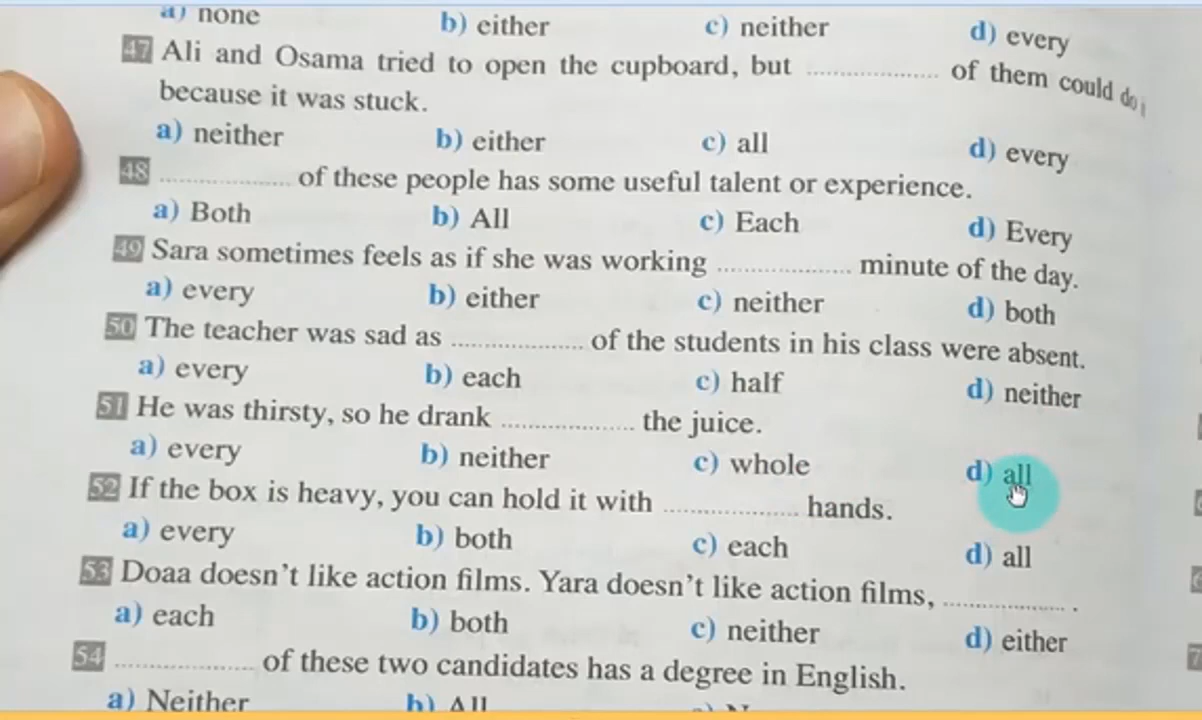 a) none b) either c) neither d) every
47 Ali and Osama tried to open the cupboard, but .................... of them could do
because it was stuck.
a) neither b) either c) all d) every
48 .................... of these people has some useful talent or experience.
a) Both b) All c) Each d) Every
49 Sara sometimes feels as if she was working .................... minute of the day.
a) every b) either c) neither d) both
50 The teacher was sad as .................... of the students in his class were absent.
a) every b) each c) half d) neither
51 He was thirsty, so he drank .................... the juice.
a) every b) neither c) whole d) all
52 If the box is heavy, you can hold it with .................... hands.
a) every b) both c) each d) all
53 Doaa doesn't like action films. Yara doesn't like action films, .................... .
a) each b) both c) neither d) either
54 .................... of these two candidates has a degree in English.
a) Neither b) All